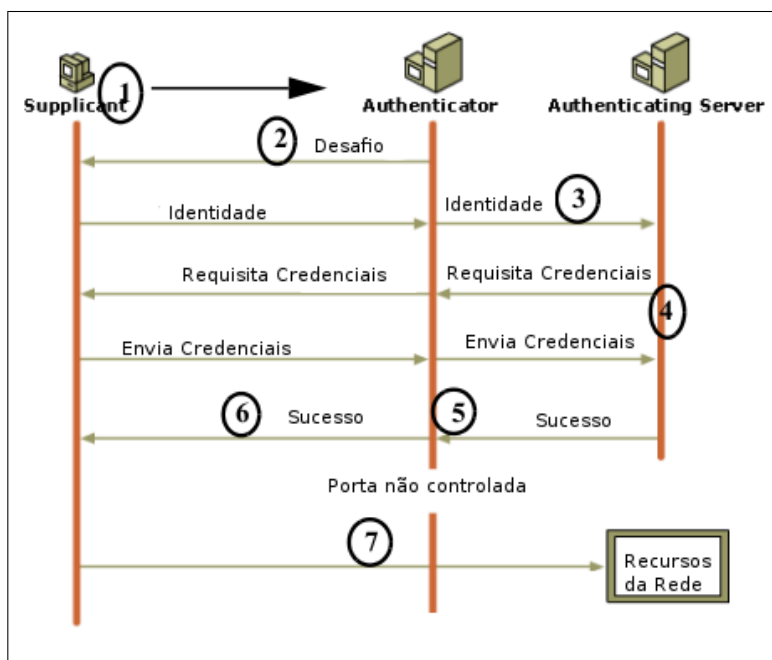 1
Supplicant
Authenticator
Authenticating Server
2
Desafio
Identidade
Identidade
3
Requisita Credenciais
Requisita Credenciais
4
Envia Credenciais
Envia Credenciais
6
Sucesso
5
Sucesso
Porta não controlada
7
Recursos
da Rede